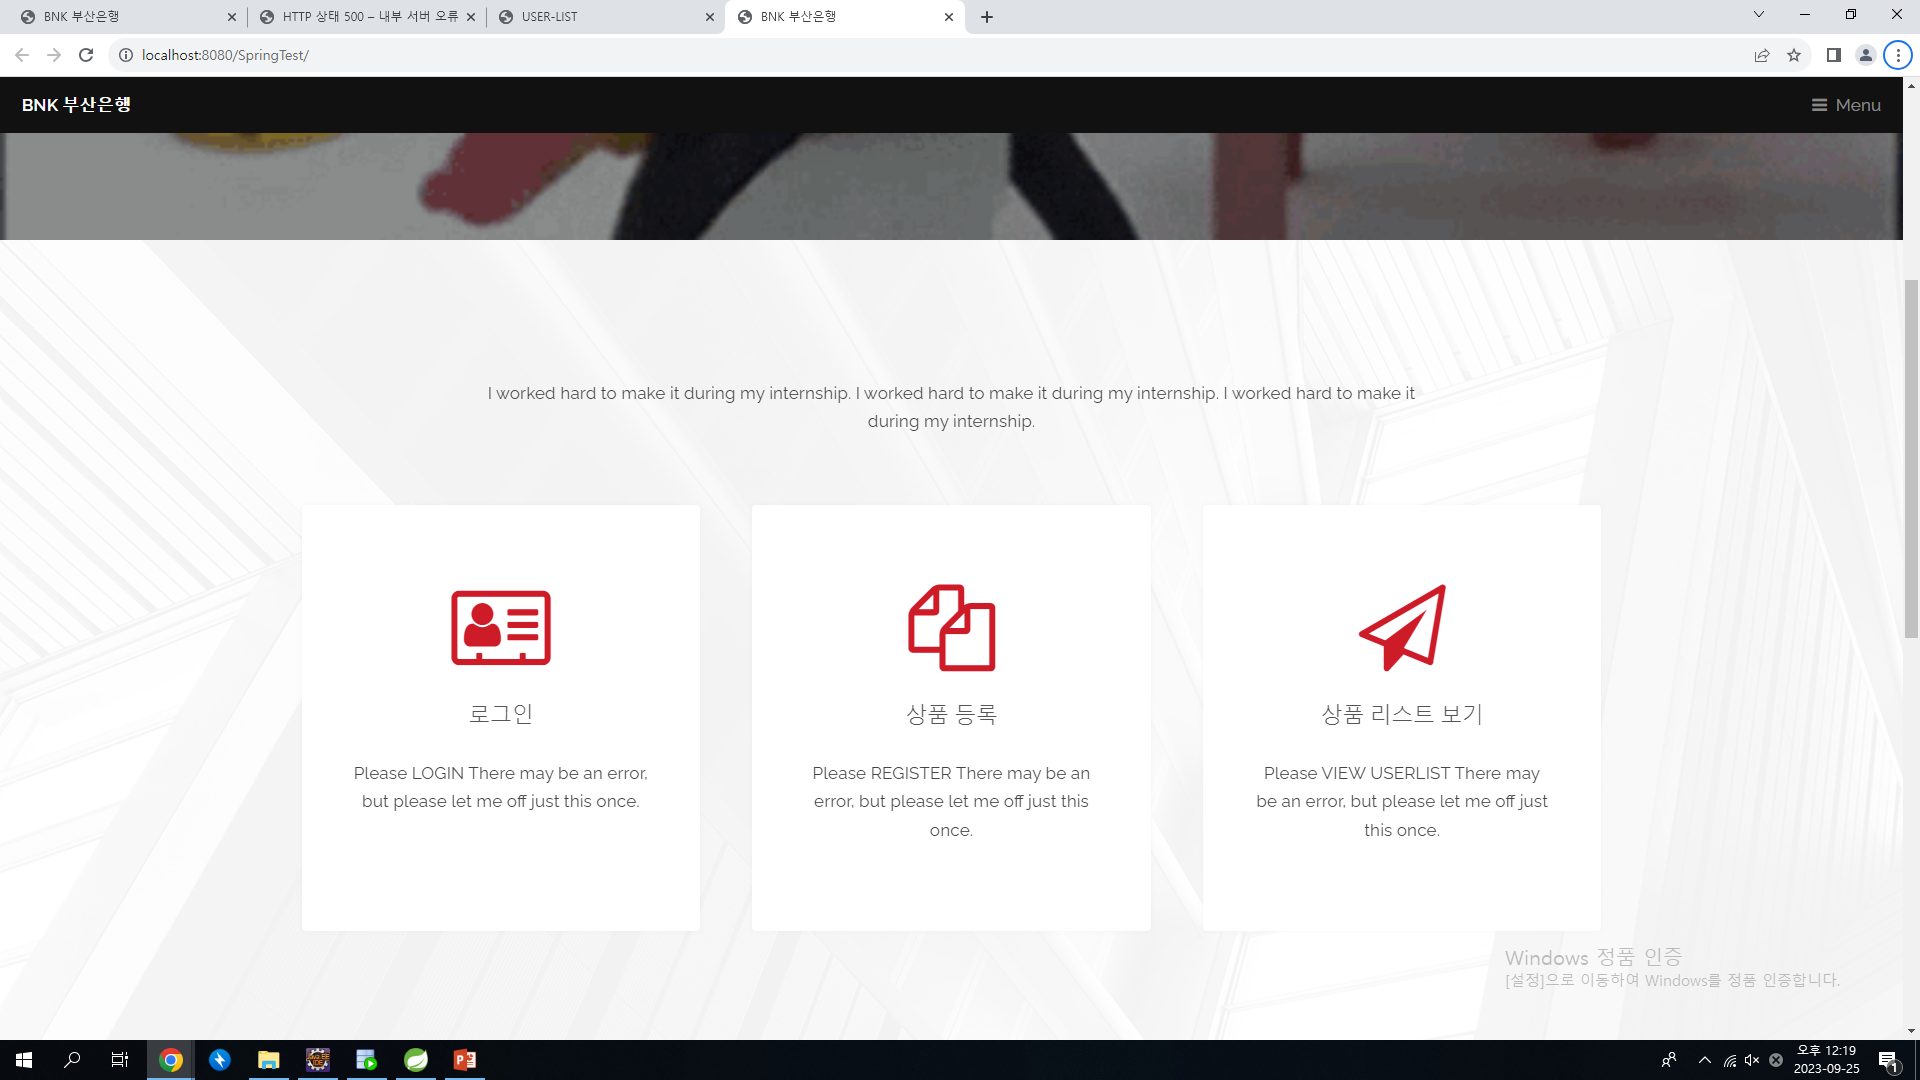 BNK 부산은행
HTTP 상태 500 – 내부 서버 오류
USER-LIST
BNK 부산은행
localhost:8080/SpringTest/
BNK 부산은행
Menu
I worked hard to make it during my internship. I worked hard to make it during my internship. I worked hard to make it
during my internship.
로그인
Please LOGIN There may be an error,
but please let me off just this once.
상품 등록
Please REGISTER There may be an
error, but please let me off just this
once.
상품 리스트 보기
Please VIEW USERLIST There may
be an error, but please let me off just
this once.
Windows 정품 인증
[설정]으로 이동하여 Windows를 정품 인증합니다.
오후 12:19
2023-09-25
1